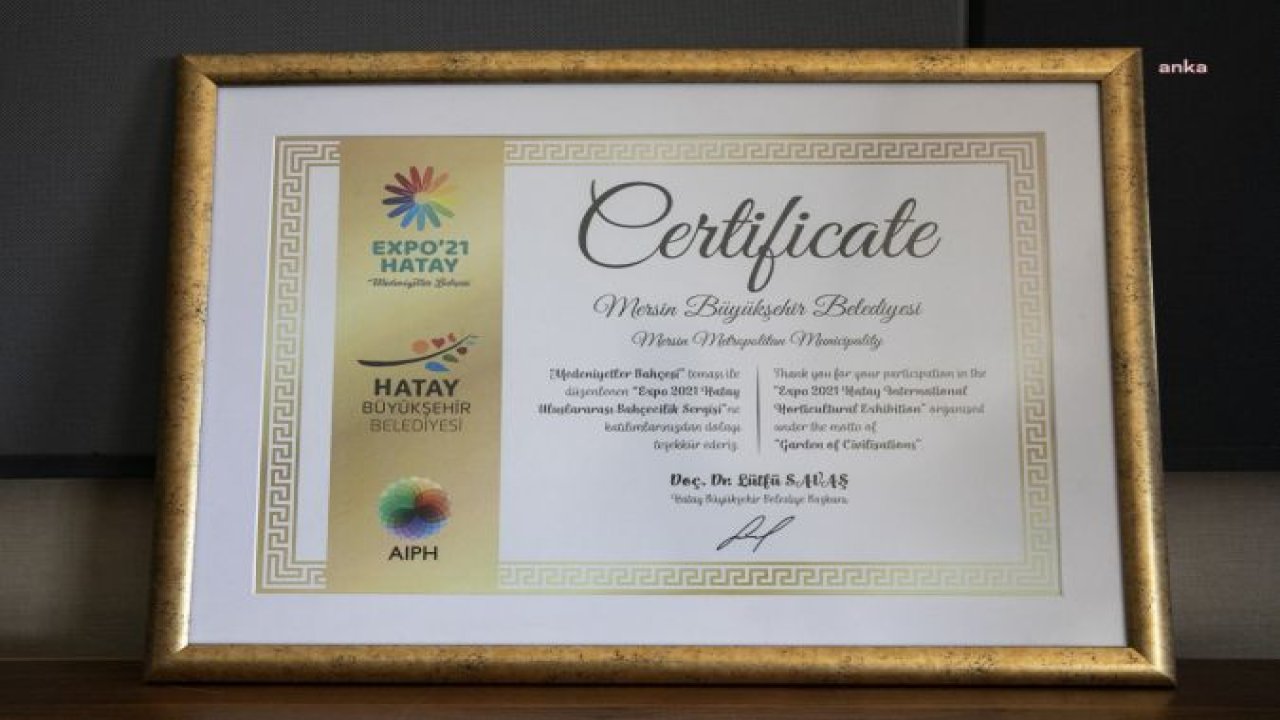 anka
EXPO'21
HATAY
Medeniyetler Bahçesi
HATAY
BÜYÜKŞEHİR
BELEDİYESİ
AIPH
Certificate
Mersin Büyükşehir Belediyesi
Mersin Metropolitan Municipality
"Medeniyetler Bahçesi" teması ile
düzenlenen "Expo 2021 Hatay
Uluslararası Bahçecilik Sergisi"ne
katılımlarınızdan dolayı
teşekkür ederiz.
Thank you for your participation in the
"Expo 2021 Hatay International
Horticultural Exhibition" organised
under the motto of
"Garden of Civilisations"
Doç. Dr. Lütfü SAVAŞ
Hatay Büyükşehir Belediye Başkanı